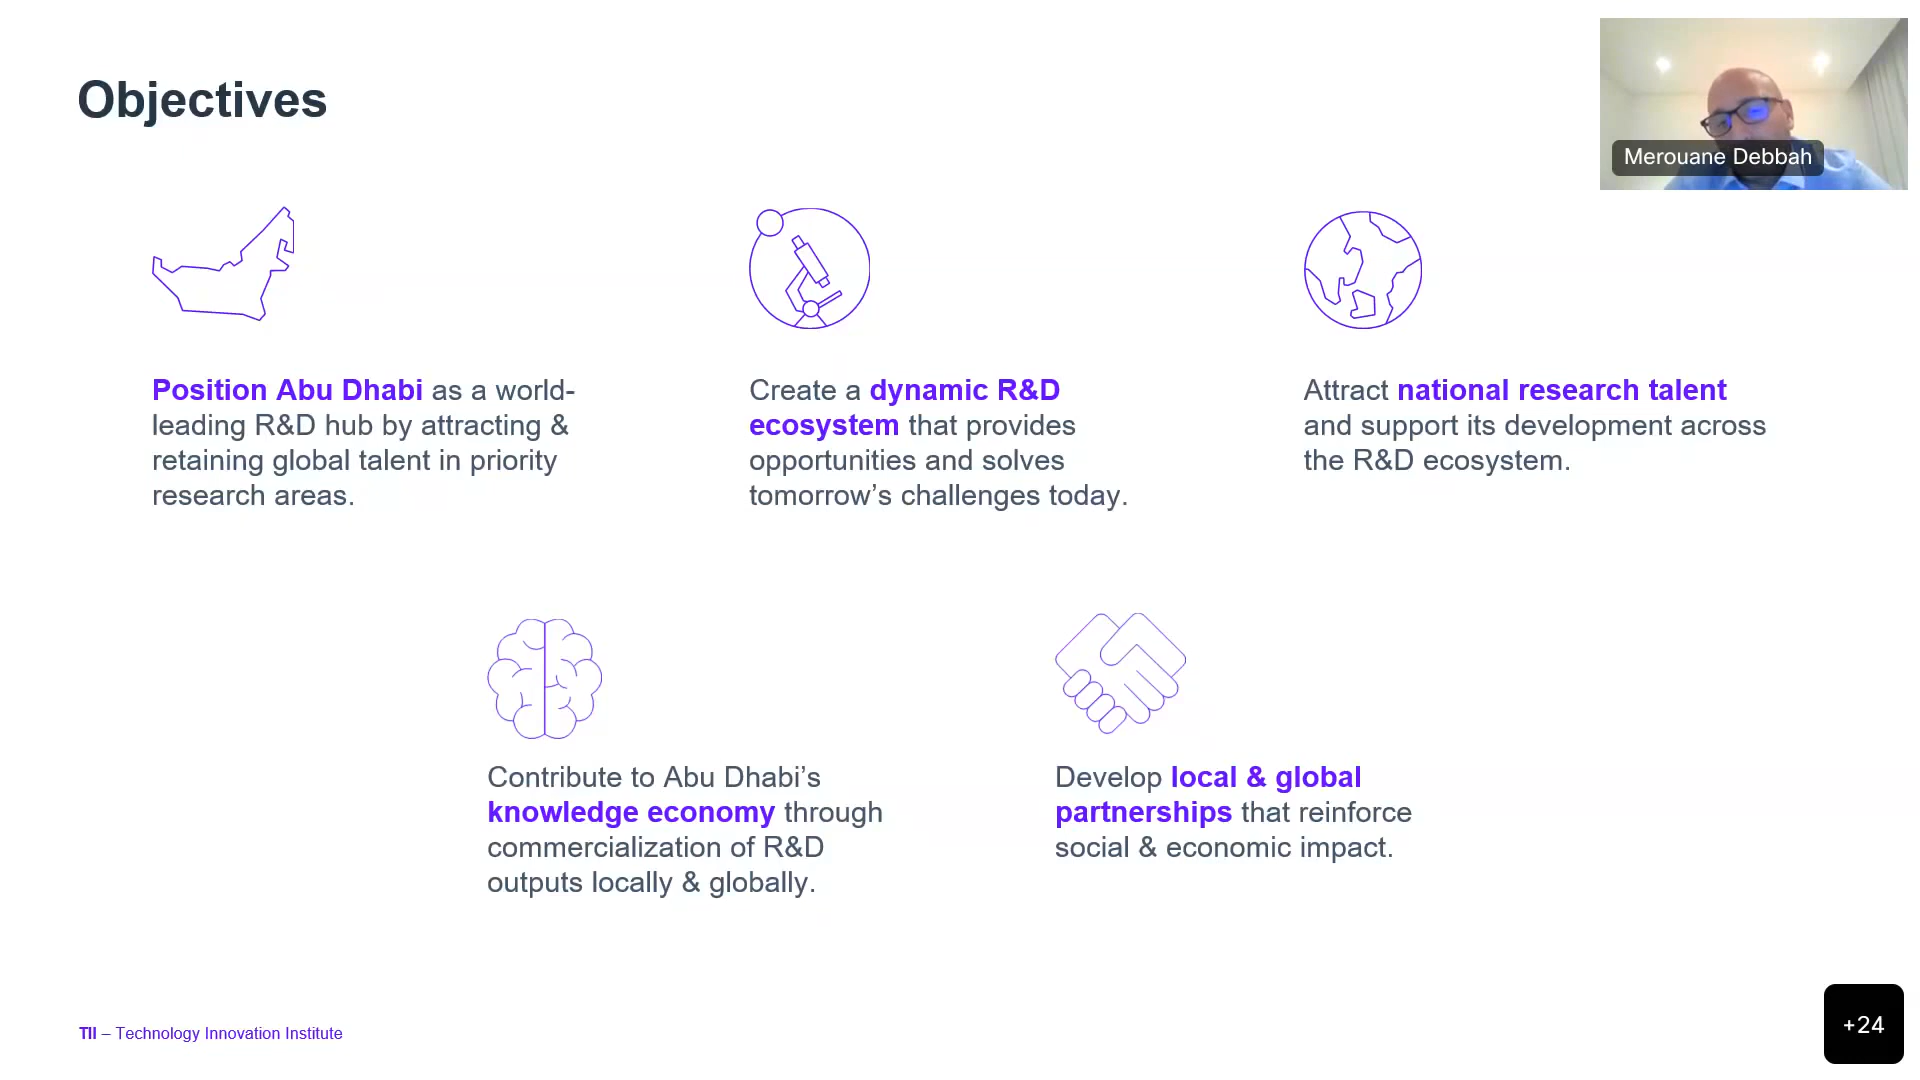 Objectives
Merouane Debbah
Position Abu Dhabi as a world-
leading R&D hub by attracting &
retaining global talent in priority
research areas.
Create a dynamic R&D
ecosystem that provides
opportunities and solves
tomorrow’s challenges today.
Attract national research talent
and support its development across
the R&D ecosystem.
Contribute to Abu Dhabi’s
knowledge economy through
commercialization of R&D
outputs locally & globally.
Develop local & global
partnerships that reinforce
social & economic impact.
TII – Technology Innovation Institute
+24